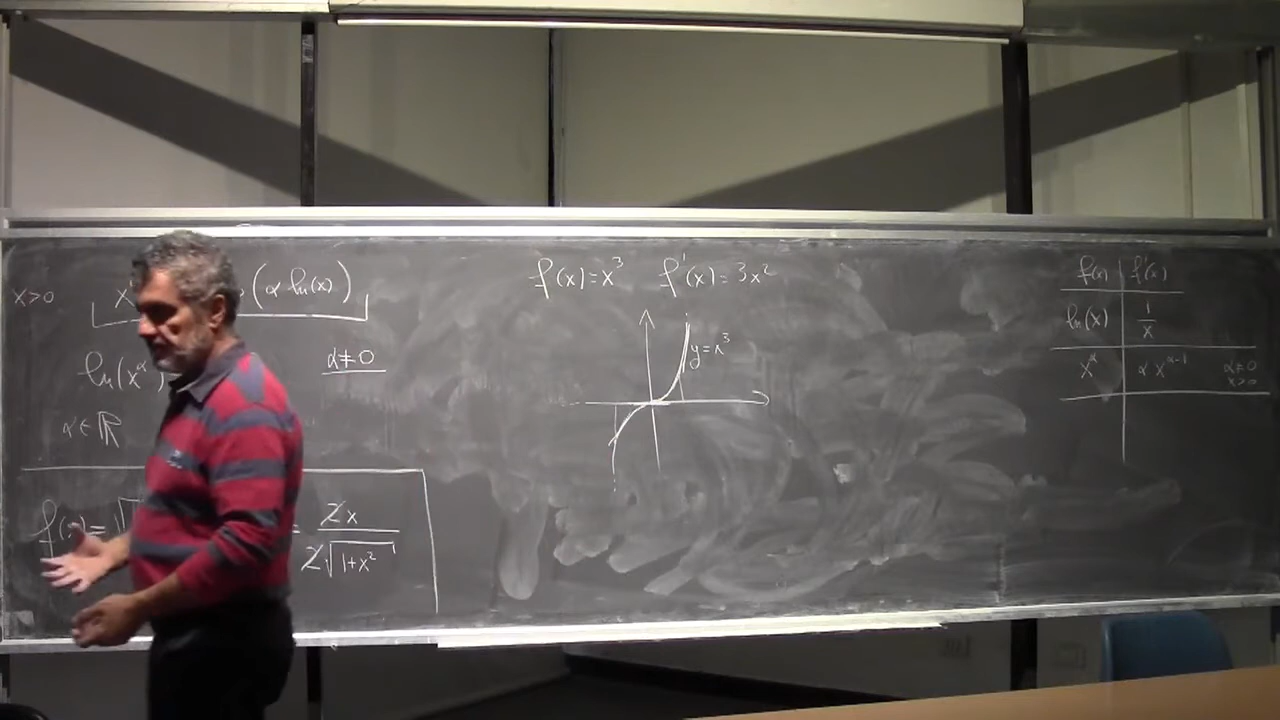 x>0 x (α ln(x))
ln(x^α) α≠0
α∈ℝ
f(x)= √ = 2x / 2√(1+x²)
f(x)=x³ f'(x)=3x²
y=x³
f(x) f'(x)
ln(x) 1/x
x^α α x^(α-1) α≠0
x>0